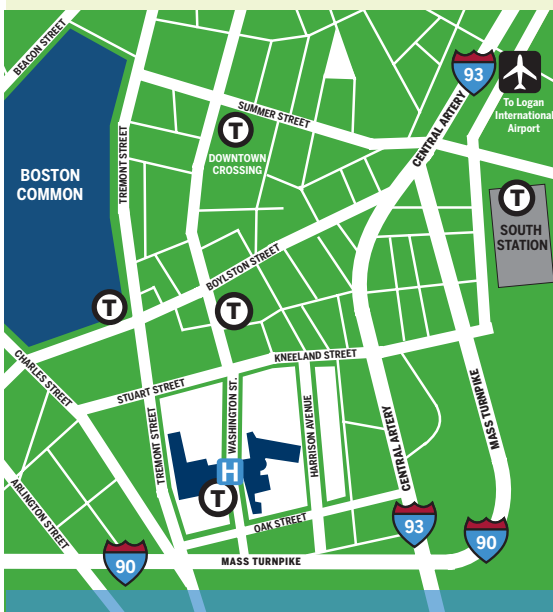 BEACON STREET
93
To Logan
International
Airport
SUMMER STREET
CENTRAL ARTERY
T
DOWNTOWN
CROSSING
TREMONT STREET
BOSTON
COMMON
T
SOUTH
STATION
BOYLSTON STREET
T
T
KNEELAND STREET
CHARLES STREET
STUART STREET
WASHINGTON ST.
HARRISON AVENUE
TREMONT STREET
CENTRAL ARTERY
MASS TURNPIKE
H
T
ARLINGTON STREET
OAK STREET
93
90
90
MASS TURNPIKE